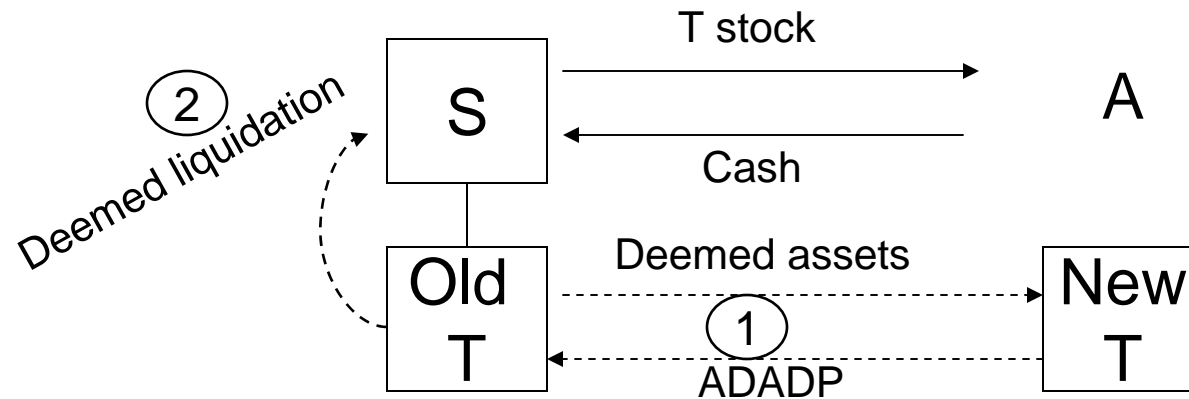 T stock
2
Deemed liquidation
S
A
Cash
Deemed assets
Old
T
New
T
1
ADADP